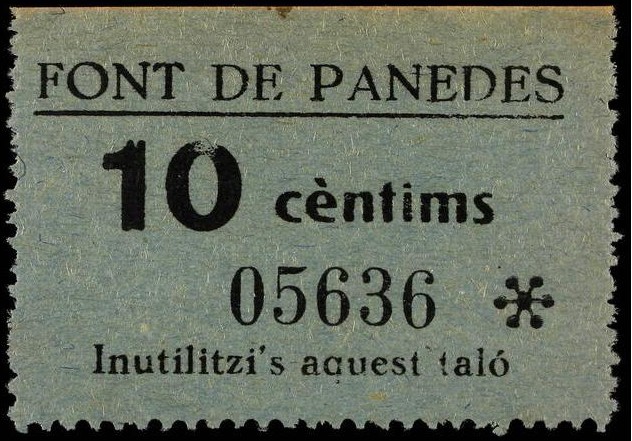 FONT DE PANEDES
10 cèntims
05636
Inutilitzi's aquest taló